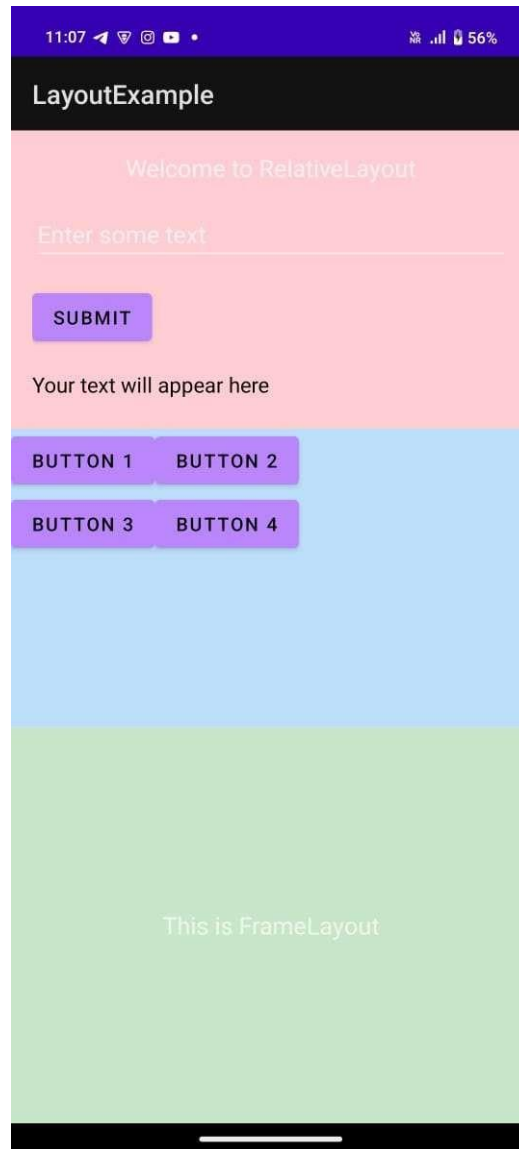 11:07 56%
LayoutExample
Welcome to RelativeLayout
Enter some text
SUBMIT
Your text will appear here
BUTTON 1 BUTTON 2
BUTTON 3 BUTTON 4
This is FrameLayout